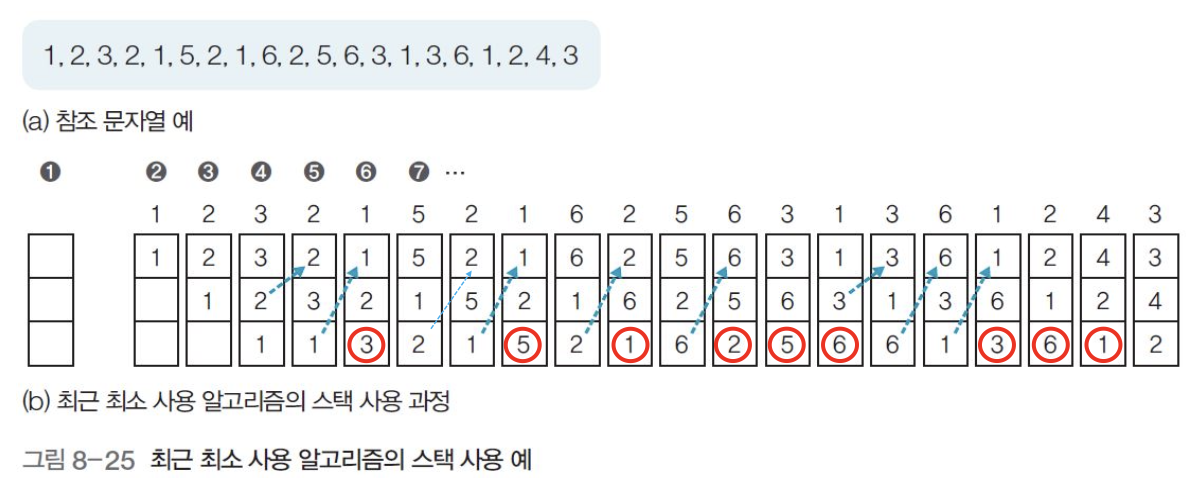 1, 2, 3, 2, 1, 5, 2, 1, 6, 2, 5, 6, 3, 1, 3, 6, 1, 2, 4, 3
(a) 참조 문자열 예
❶ ❷ ❸ ❹ ❺ ❻ ❼ ···
1 2 3 2 1 5 2 1 6 2 5 6 3 1 3 6 1 2 4 3
1 2 3 2 1 5 2 1 6 2 5 6 3 1 3 6 1 2 4 3
1 2 3 2 1 5 2 1 6 2 5 6 3 1 3 6 1 2 4
1 1 3 2 1 5 2 1 6 2 5 6 6 1 3 6 1 2
(b) 최근 최소 사용 알고리즘의 스택 사용 과정
그림 8-25 최근 최소 사용 알고리즘의 스택 사용 예